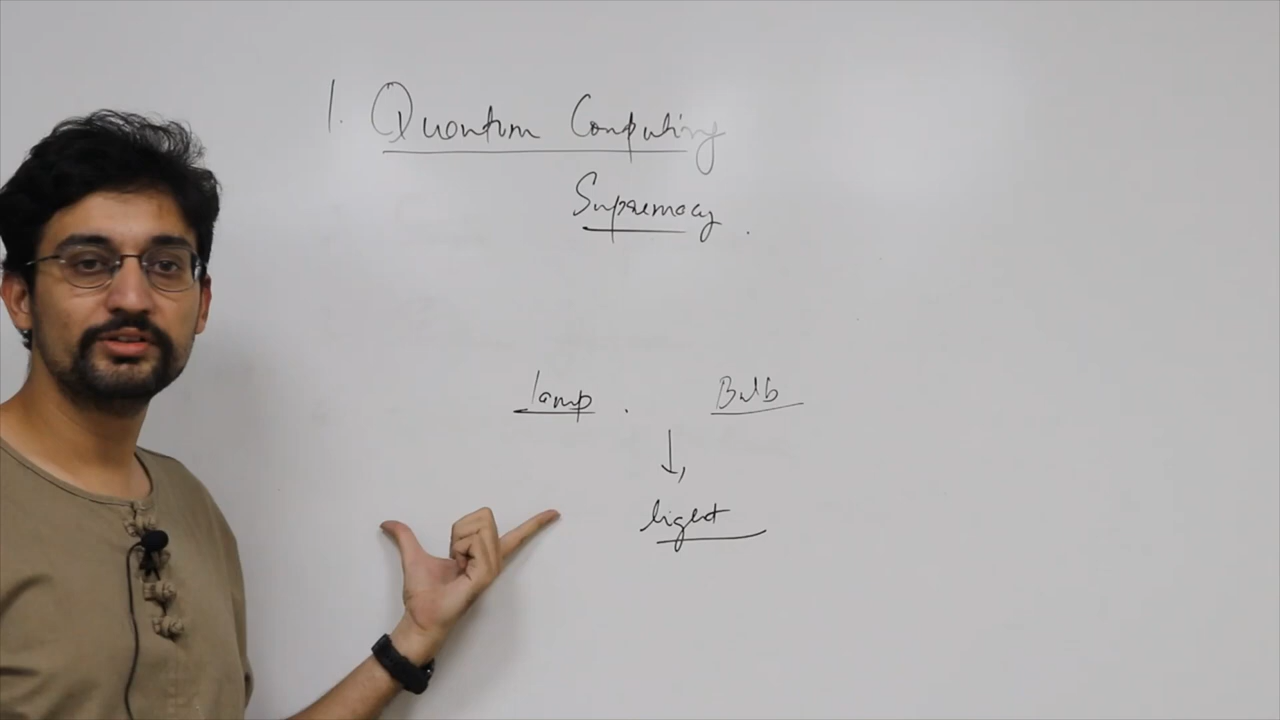 1. Quantum Computing
Supremacy.
lamp. Bulb
↓,
light